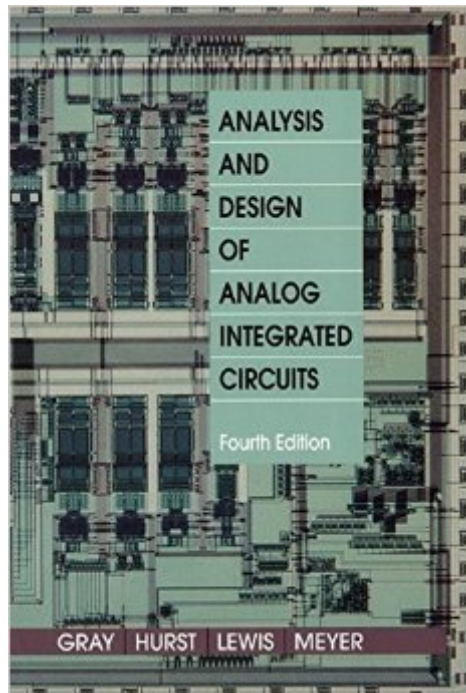 ANALYSIS
AND
DESIGN
OF
ANALOG
INTEGRATED
CIRCUITS
Fourth Edition
GRAY HURST LEWIS MEYER